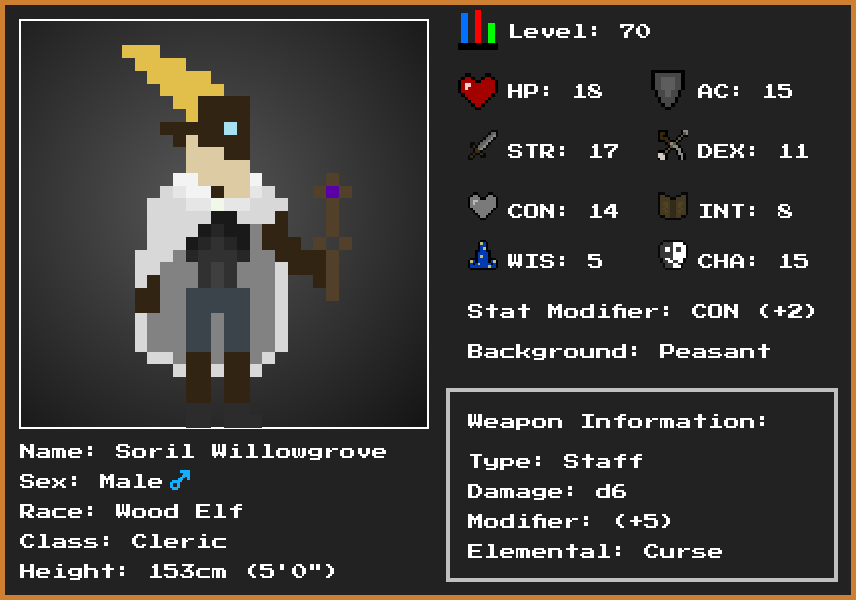 Level: 70
HP: 18 AC: 15
STR: 17 DEX: 11
CON: 14 INT: 8
WIS: 5 CHA: 15
Stat Modifier: CON (+2)
Background: Peasant
Weapon Information:
Type: Staff
Damage: d6
Modifier: (+5)
Elemental: Curse
Name: Soril Willowgrove
Sex: Male ♂
Race: Wood Elf
Class: Cleric
Height: 153cm (5'0")